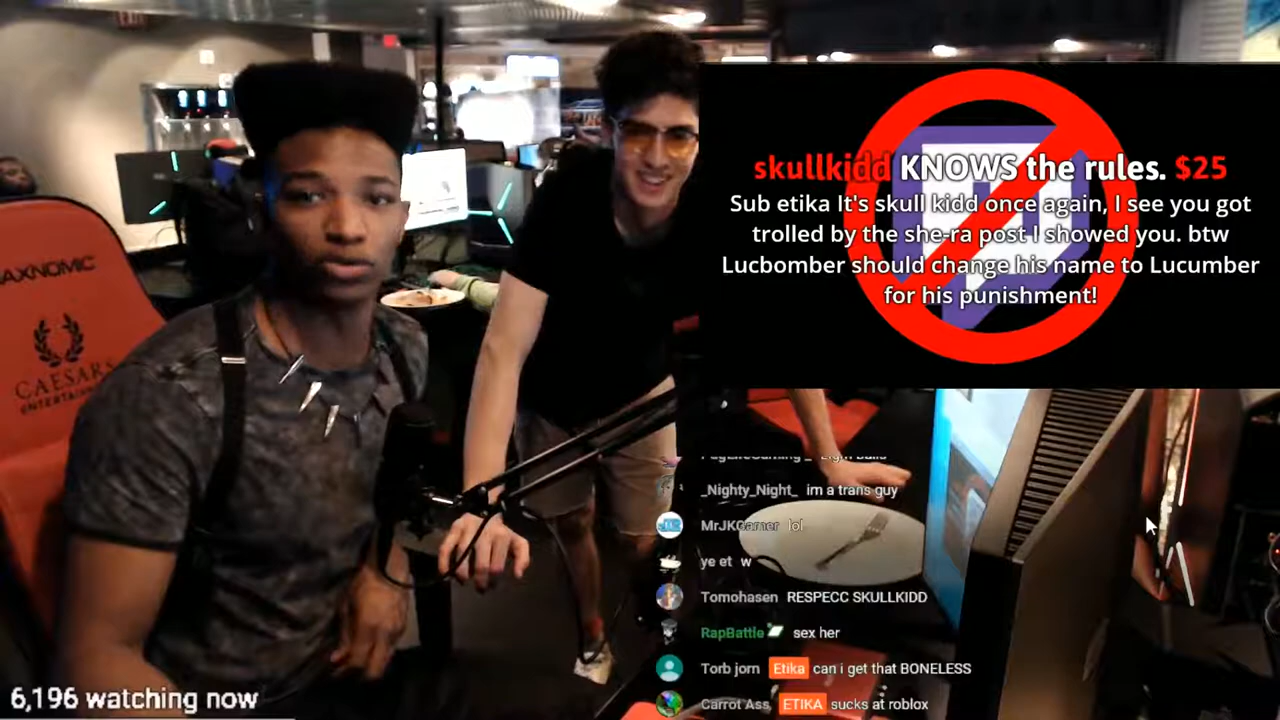 EXIT
MAXNOMIC
CAESARS
ENTERTAINMENT
skullkidd KNOWS the rules. $25
Sub etika It's skull kidd once again, I see you got
trolled by the she-ra post I showed you. btw
Lucbomber should change his name to Lucumber
for his punishment!
_Nighty_Night_ im a trans guy
MrJKGamer lol
ye et w
Tomohasen RESPECC SKULLKIDD
RapBattle sex her
Torb jorn Etika can i get that BONELESS
Carrot Ass, ETIKA sucks at roblox
6,196 watching now